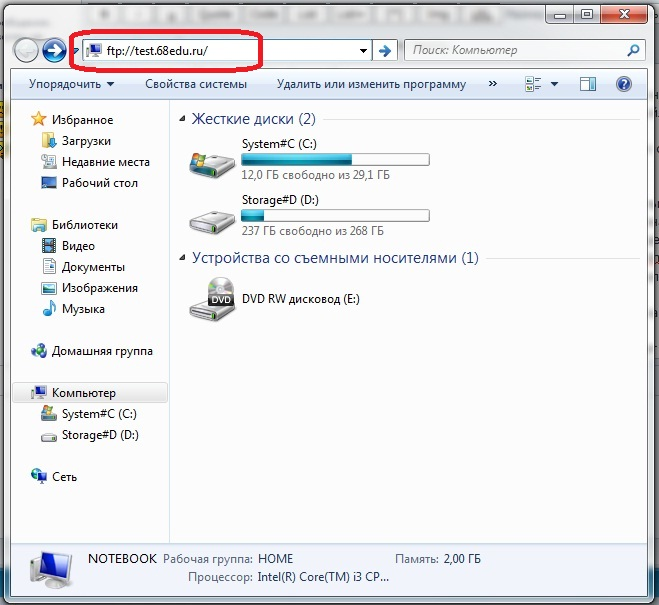 ftp://test.68edu.ru/
Поиск: Компьютер
Упорядочить Свойства системы Удалить или изменить программу »
Избранное
Загрузки
Недавние места
Рабочий стол
Библиотеки
Видео
Документы
Изображения
Музыка
Домашняя группа
Компьютер
System#C (C:)
Storage#D (D:)
Сеть
Жесткие диски (2)
System#C (C:)
12,0 ГБ свободно из 29,1 ГБ
Storage#D (D:)
237 ГБ свободно из 268 ГБ
Устройства со съемными носителями (1)
DVD
DVD RW дисковод (E:)
NOTEBOOK Рабочая группа: HOME Память: 2,00 ГБ
Процессор: Intel(R) Core(TM) i3 CP...